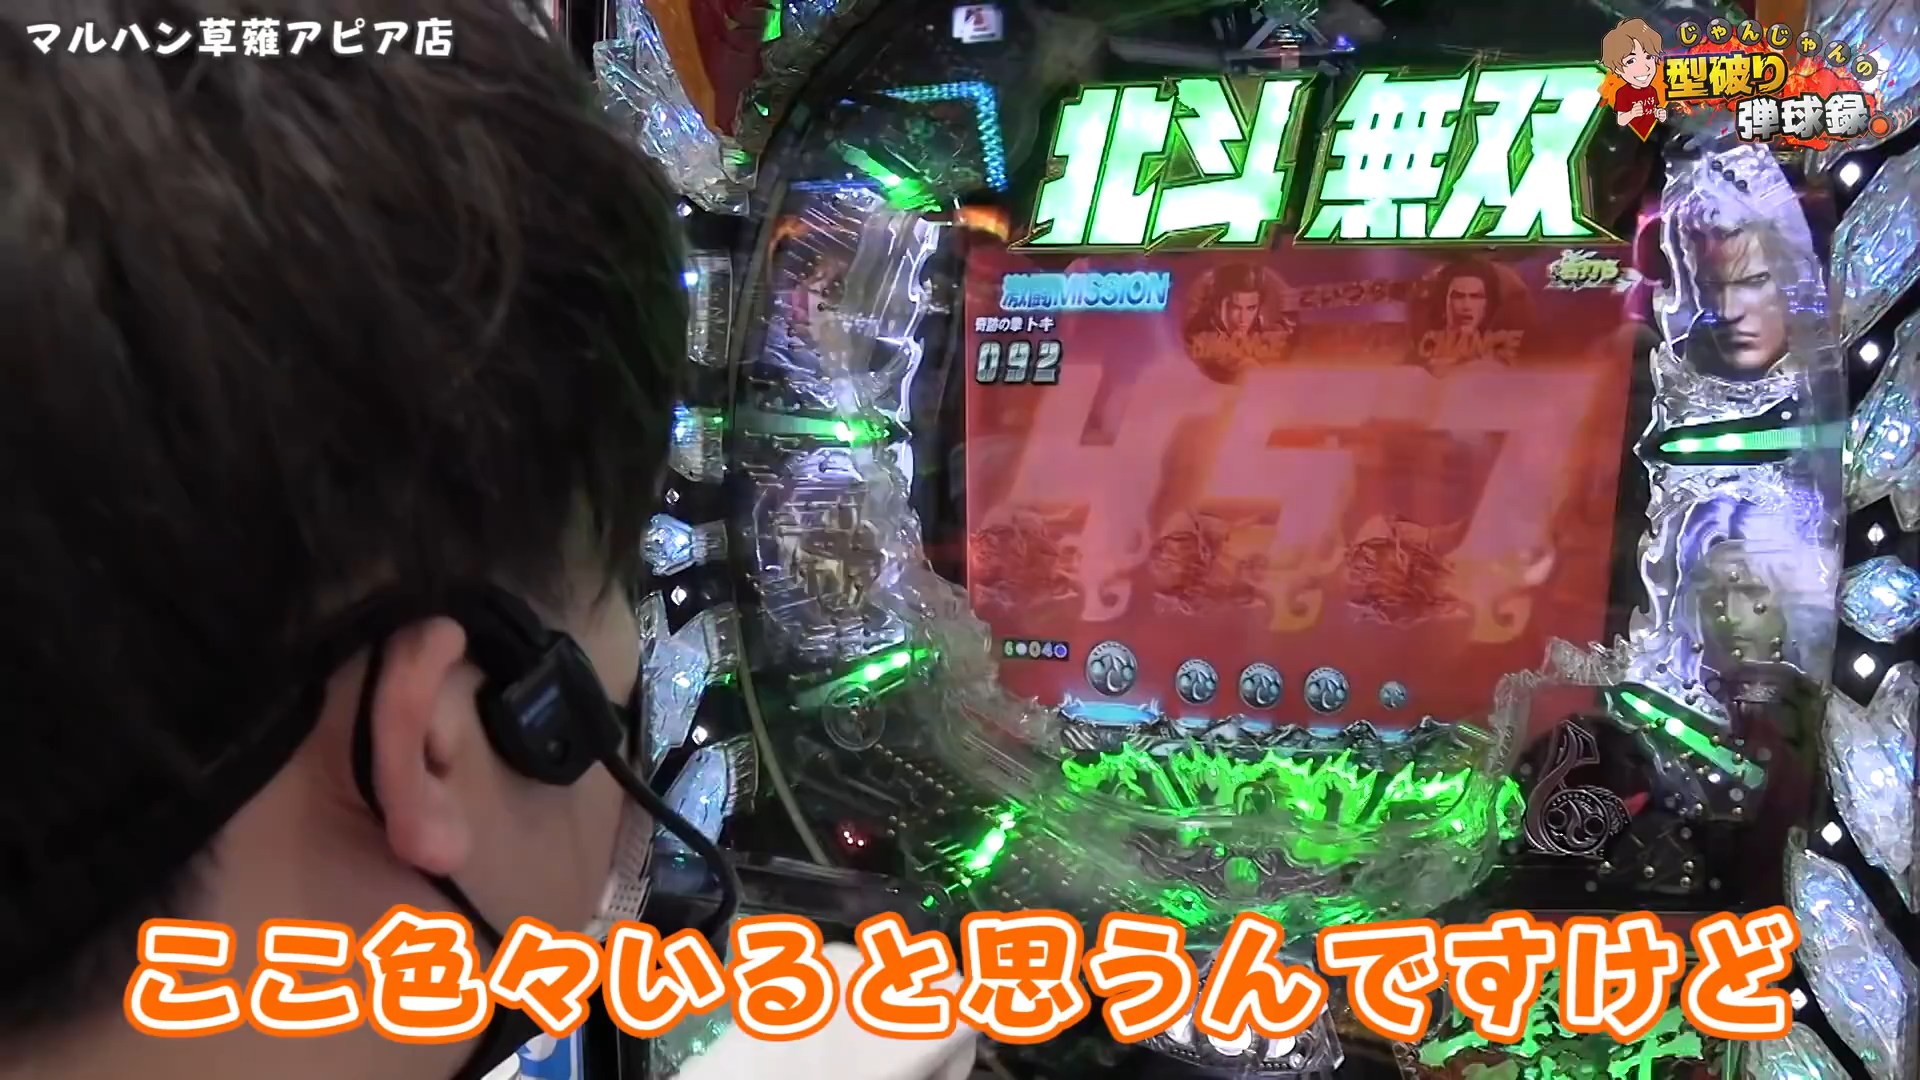 マルハン草薙アピア店
じゃんじゃんの
型破り
弾球録
北斗無双
激闘MISSION
奇跡の拳 トキ
092
CHANCE
457
ここ色々いると思うんですけど